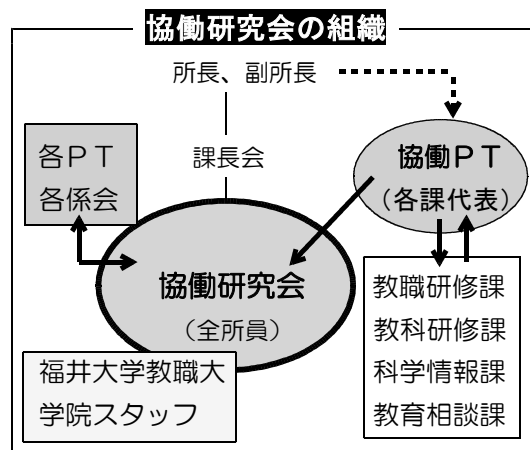 協働研究会の組織
所長、副所長
課長会
各ＰＴ
各係会
協働ＰＴ
（各課代表）
協働研究会
（全所員）
教職研修課
教科研修課
科学情報課
教育相談課
福井大学教職大
学院スタッフ